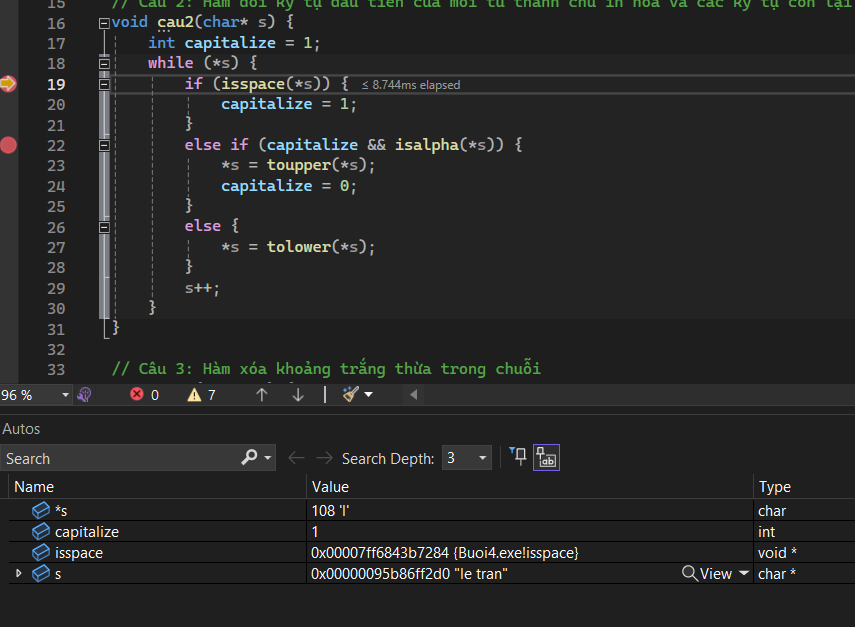 15 // Câu 2: Hàm đổi ký tự đầu tiên của mỗi từ thành chữ in hoa và các ký tự còn lại
16 void cau2(char* s) {
17 int capitalize = 1;
18 while (*s) {
19 if (isspace(*s)) { ≤ 8.744ms elapsed
20 capitalize = 1;
21 }
22 else if (capitalize && isalpha(*s)) {
23 *s = toupper(*s);
24 capitalize = 0;
25 }
26 else {
27 *s = tolower(*s);
28 }
29 s++;
30 }
31 }
32
33 // Câu 3: Hàm xóa khoảng trắng thừa trong chuỗi
96 % 0 7
Autos
Search Search Depth: 3
Name Value Type
*s 108 'l' char
capitalize 1 int
isspace 0x00007ff6843b7284 {Buoi4.exe!isspace} void *
s 0x00000095b86ff2d0 "le tran" View char *